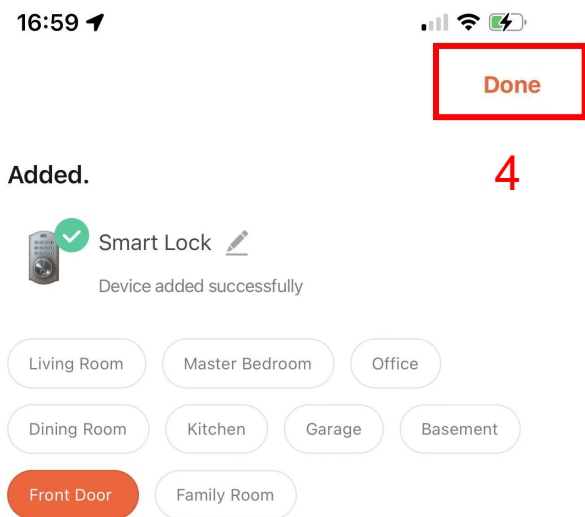 16:59
Done
4
Added.
Smart Lock
Device added successfully
Living Room Master Bedroom Office
Dining Room Kitchen Garage Basement
Front Door Family Room